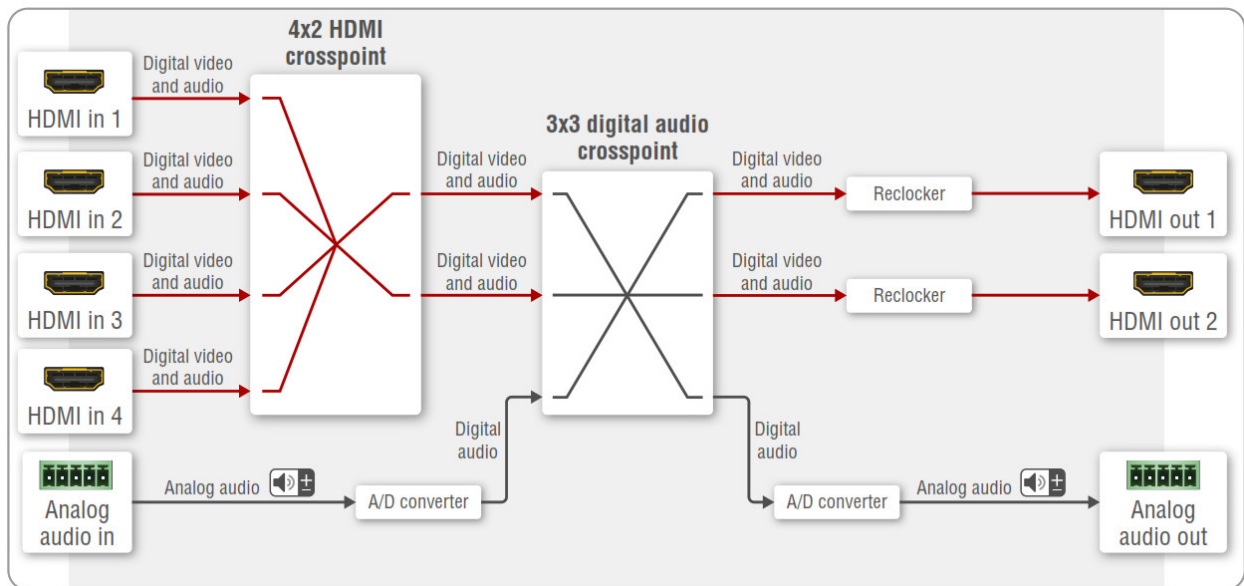 4x2 HDMI
crosspoint
Digital video
and audio
HDMI in 1
3x3 digital audio
crosspoint
Digital video
and audio
HDMI in 2
Digital video
and audio
Digital video
and audio
Reclocker
HDMI out 1
Digital video
and audio
HDMI in 3
Digital video
and audio
Digital video
and audio
Reclocker
HDMI out 2
Digital video
and audio
HDMI in 4
Digital
audio
Digital
audio
Analog audio
A/D converter
A/D converter
Analog audio
Analog
audio in
Analog
audio out